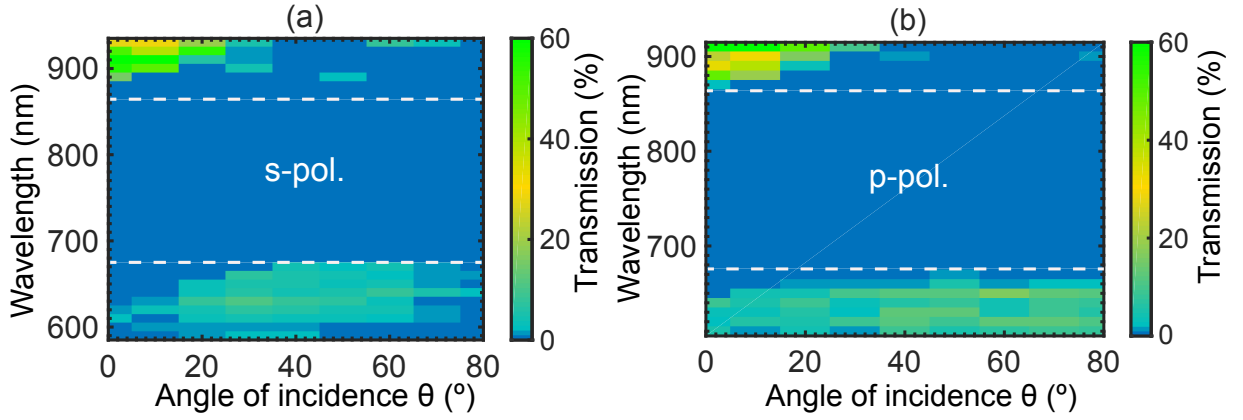 (a)
900
800
700
600
0
20
40
60
80
Wavelength (nm)
Angle of incidence θ (º)
s-pol.
60
40
20
0
Transmission (%)
(b)
900
800
700
0
20
40
60
80
Wavelength (nm)
Angle of incidence θ (º)
p-pol.
60
40
20
0
Transmission (%)